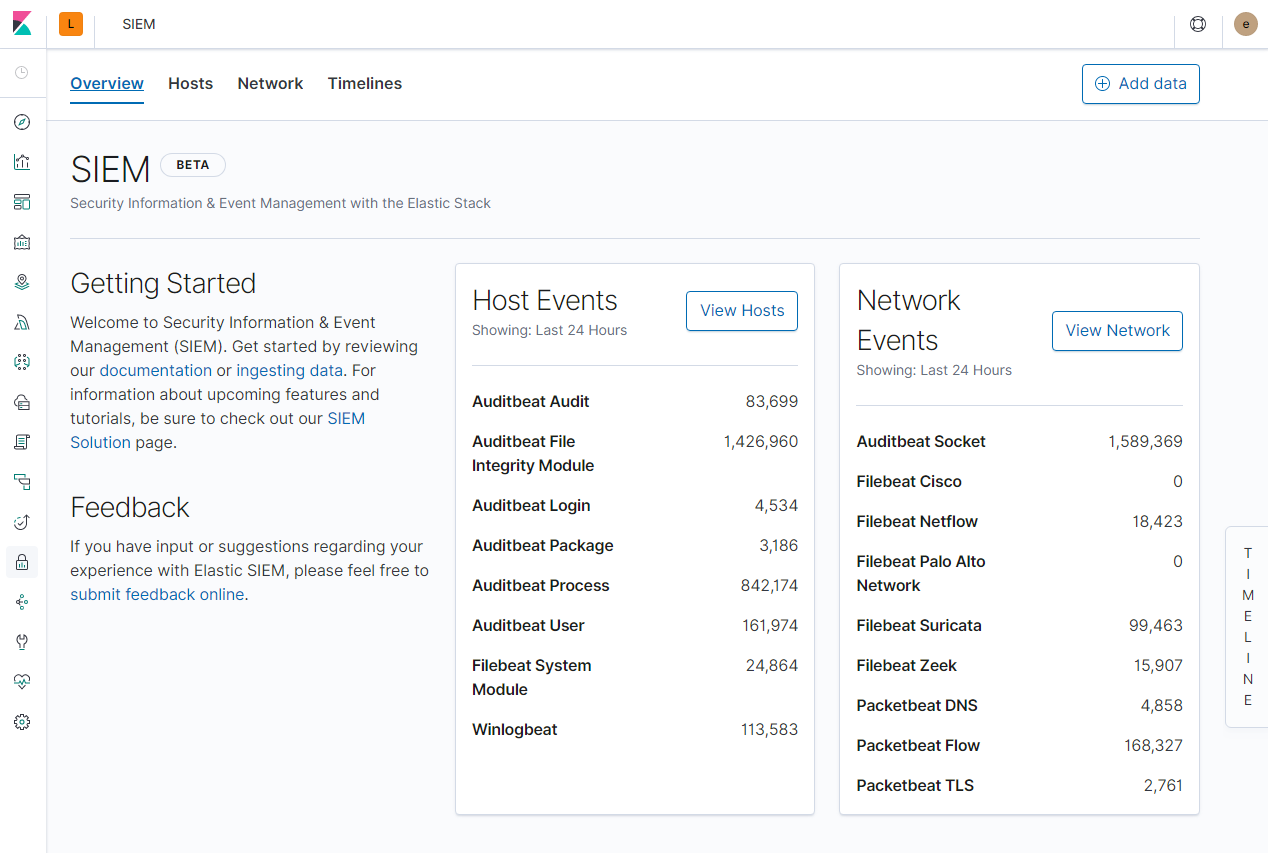 L SIEM e
Overview Hosts Network Timelines Add data
SIEM BETA
Security Information & Event Management with the Elastic Stack
Getting Started
Welcome to Security Information & Event
Management (SIEM). Get started by reviewing
our documentation or ingesting data. For
information about upcoming features and
tutorials, be sure to check out our SIEM
Solution page.
Feedback
If you have input or suggestions regarding your
experience with Elastic SIEM, please feel free to
submit feedback online.
Host Events
Showing: Last 24 Hours
View Hosts
Auditbeat Audit 83,699
Auditbeat File 1,426,960
Integrity Module
Auditbeat Login 4,534
Auditbeat Package 3,186
Auditbeat Process 842,174
Auditbeat User 161,974
Filebeat System 24,864
Module
Winlogbeat 113,583
Network
Events
Showing: Last 24 Hours
View Network
Auditbeat Socket 1,589,369
Filebeat Cisco 0
Filebeat Netflow 18,423
Filebeat Palo Alto 0
Network
Filebeat Suricata 99,463
Filebeat Zeek 15,907
Packetbeat DNS 4,858
Packetbeat Flow 168,327
Packetbeat TLS 2,761
T
I
M
E
L
I
N
E